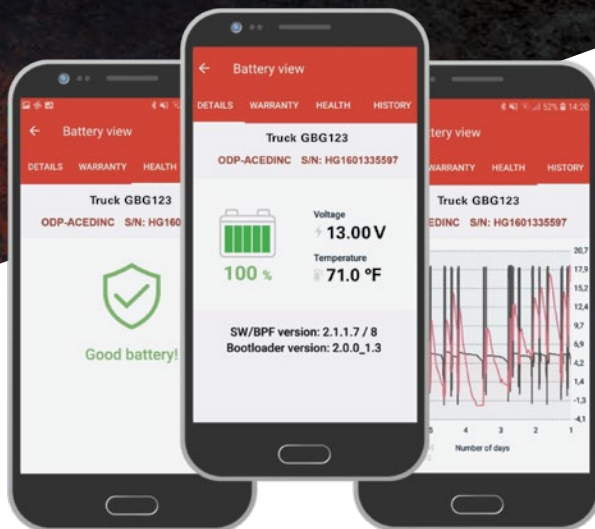 Battery view
DETAILS WARRANTY HEALTH
Truck GBG123
ODP-ACEDINC S/N: HG160
Good battery!
Battery view
DETAILS WARRANTY HEALTH HISTORY
Truck GBG123
ODP-ACEDINC S/N: HG1601335597
100 %
Voltage
13.00 V
Temperature
71.0 °F
SW/BPF version: 2.1.1.7 / 8
Bootloader version: 2.0.0_1.3
52% 14:20
ttery view
WARRANTY HEALTH HISTORY
Truck GBG123
EDINC S/N: HG1601335597
20,7
17,9
15,2
12,4
9,7
6,9
4,2
1,4
-1,3
-4,1
5 4 3 2 1
Number of days